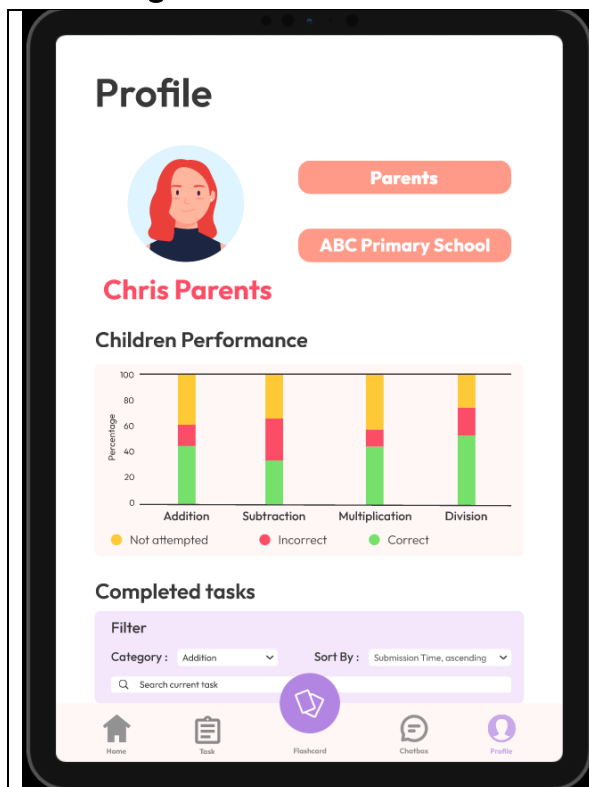 Profile
Parents
ABC Primary School
Chris Parents
Children Performance
Percentage
100
80
60
40
20
0
Addition Subtraction Multiplication Division
Not attempted Incorrect Correct
Completed tasks
Filter
Category : Addition Sort By : Submission Time, ascending
Search current task
Home Task Flashcard Chatbox Profile